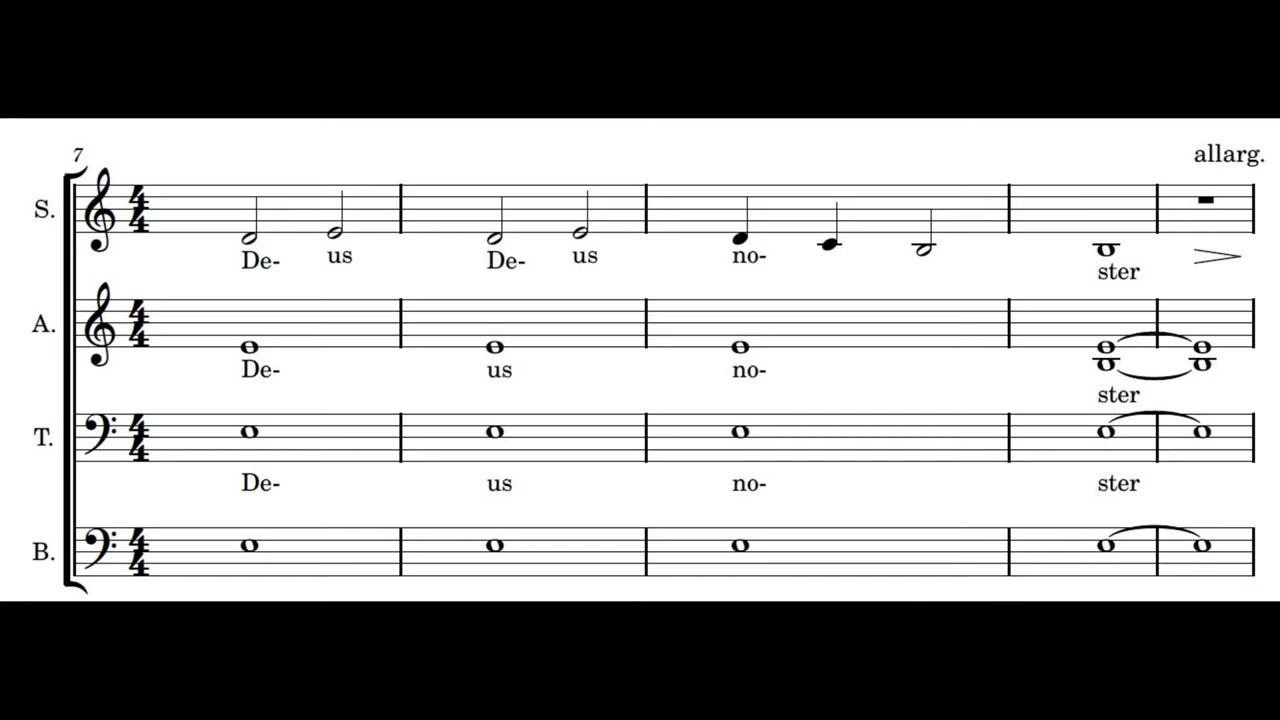 7
allarg.
S.
De- us De- us no- ster
A.
De- us no- ster
T.
De- us no- ster
B.